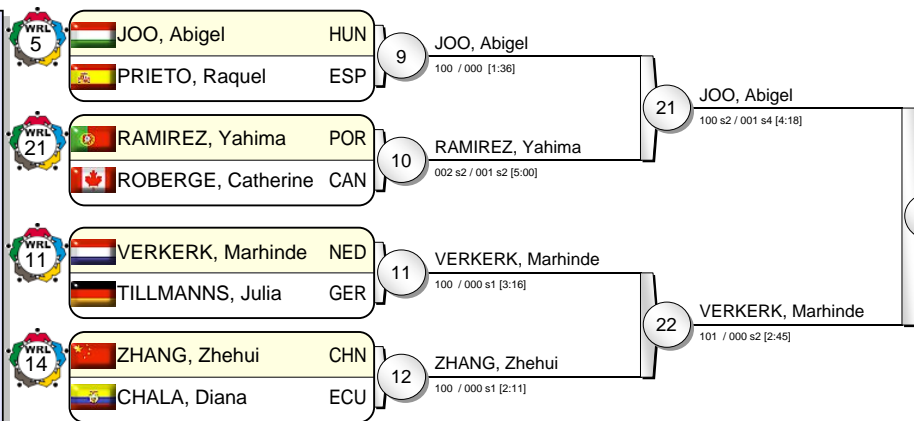 WRL
5
JOO, Abigel HUN
PRIETO, Raquel ESP
9
JOO, Abigel
100 / 000 [1:36]
WRL
21
RAMIREZ, Yahima POR
ROBERGE, Catherine CAN
10
RAMIREZ, Yahima
002 s2 / 001 s2 [5:00]
21
JOO, Abigel
100 s2 / 001 s4 [4:18]
WRL
11
VERKERK, Marhinde NED
TILLMANNS, Julia GER
11
VERKERK, Marhinde
100 / 000 s1 [3:16]
WRL
14
ZHANG, Zhehui CHN
CHALA, Diana ECU
12
ZHANG, Zhehui
100 / 000 s1 [2:11]
22
VERKERK, Marhinde
101 / 000 s2 [2:45]